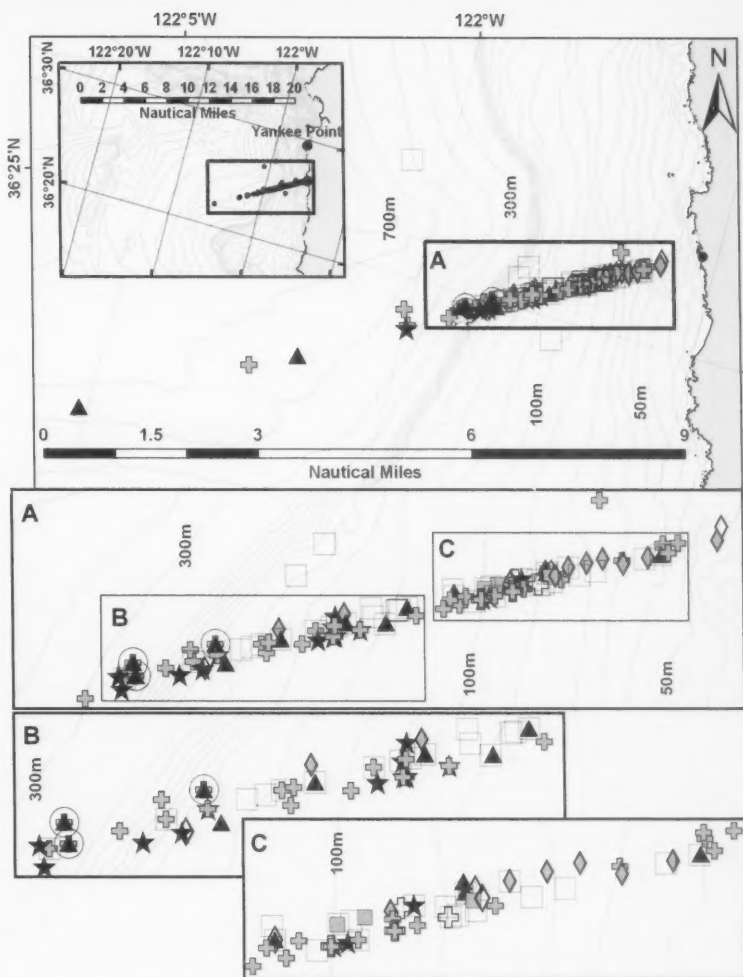 122°5'W 122°W
122°20'W 122°10'W 122°W
36°30'N
0 2 4 6 8 10 12 14 16 18 20
Nautical Miles
Yankee Point
N
36°25'N
36°20'N
700m
300m
A
100m
50m
0 1.5 3 6 9
Nautical Miles
A
300m
C
B
100m
50m
B
300m
C
100m